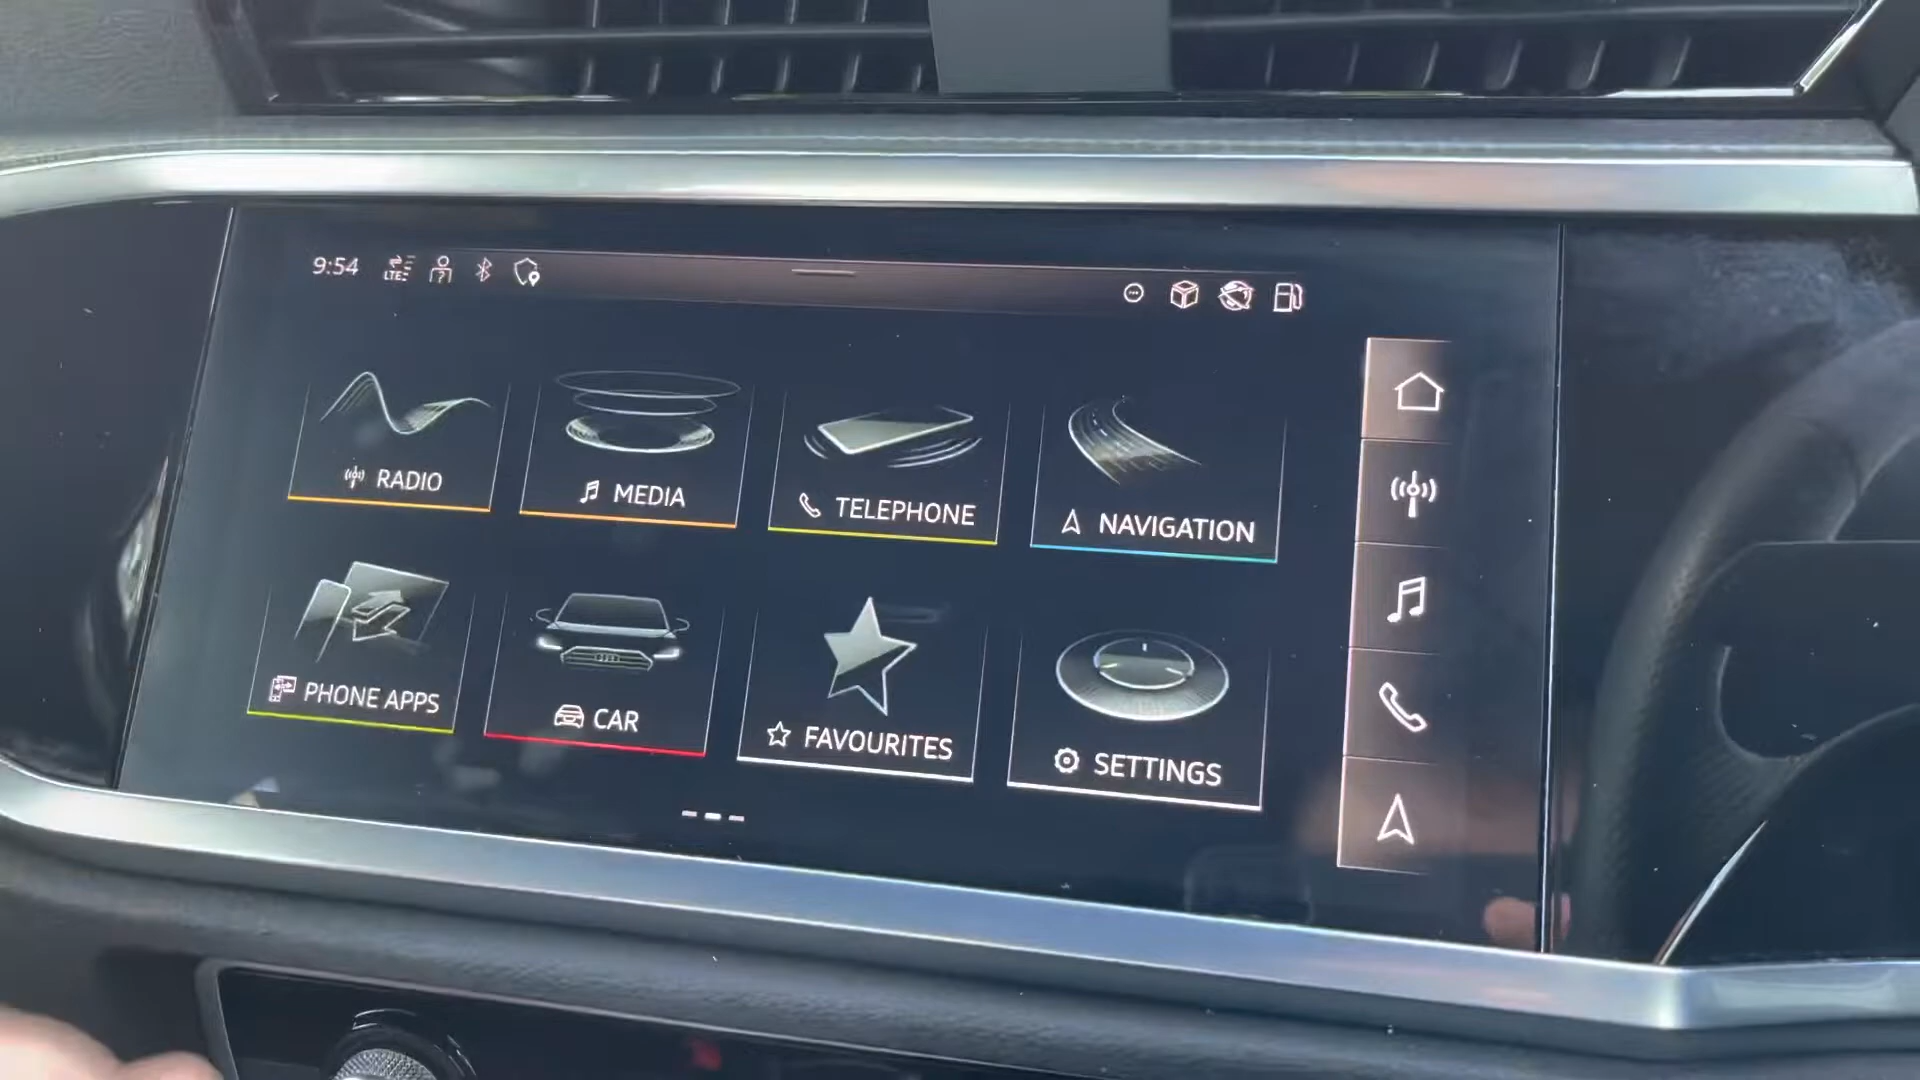 9:54
LTE
RADIO
MEDIA
TELEPHONE
NAVIGATION
PHONE APPS
CAR
FAVOURITES
SETTINGS